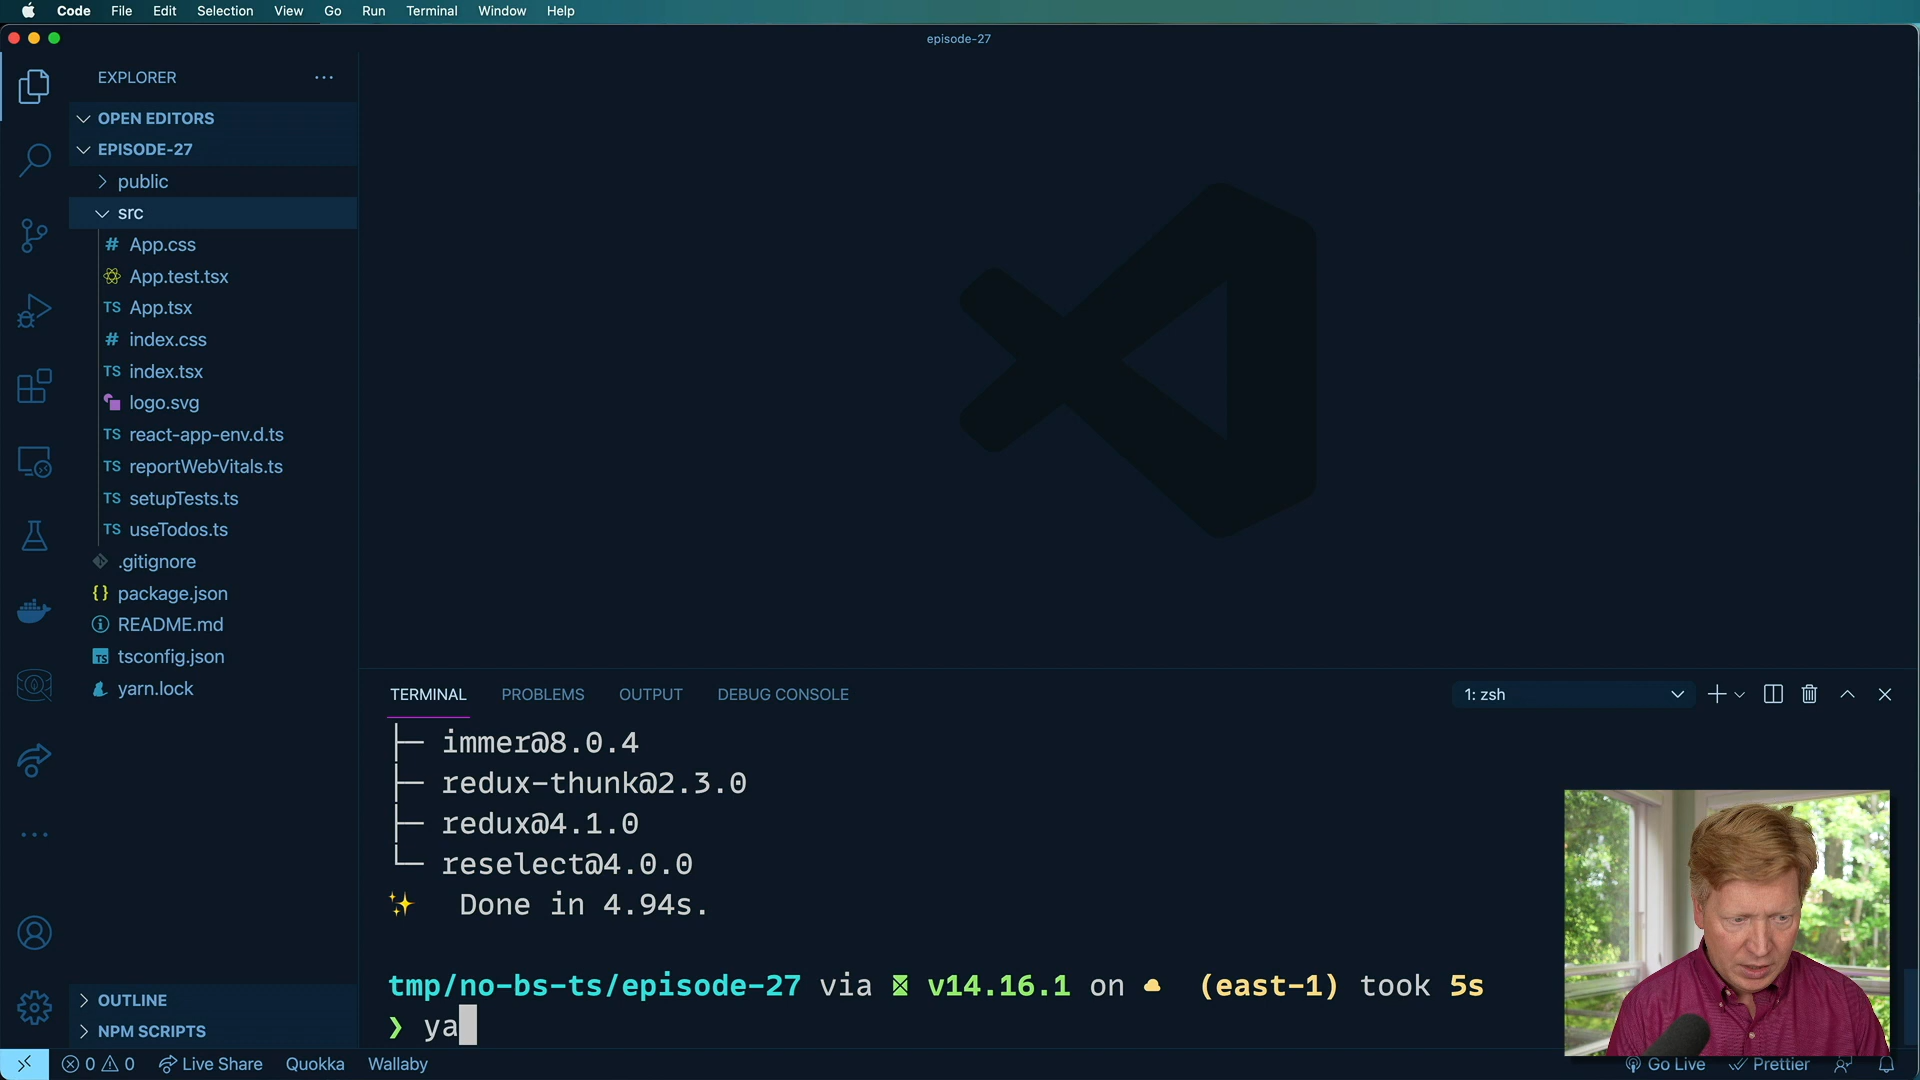 Code File Edit Selection View Go Run Terminal Window Help
episode-27
EXPLORER
OPEN EDITORS
EPISODE-27
public
src
# App.css
App.test.tsx
TS App.tsx
# index.css
TS index.tsx
logo.svg
TS react-app-env.d.ts
TS reportWebVitals.ts
TS setupTests.ts
TS useTodos.ts
.gitignore
{} package.json
README.md
TS tsconfig.json
yarn.lock
OUTLINE
NPM SCRIPTS
TERMINAL PROBLEMS OUTPUT DEBUG CONSOLE
1: zsh
├─ immer@8.0.4
├─ redux-thunk@2.3.0
├─ redux@4.1.0
└─ reselect@4.0.0
✨ Done in 4.94s.
tmp/no-bs-ts/episode-27 via v14.16.1 on (east-1) took 5s
❯ ya
0 0 Live Share Quokka Wallaby
Go Live Prettier